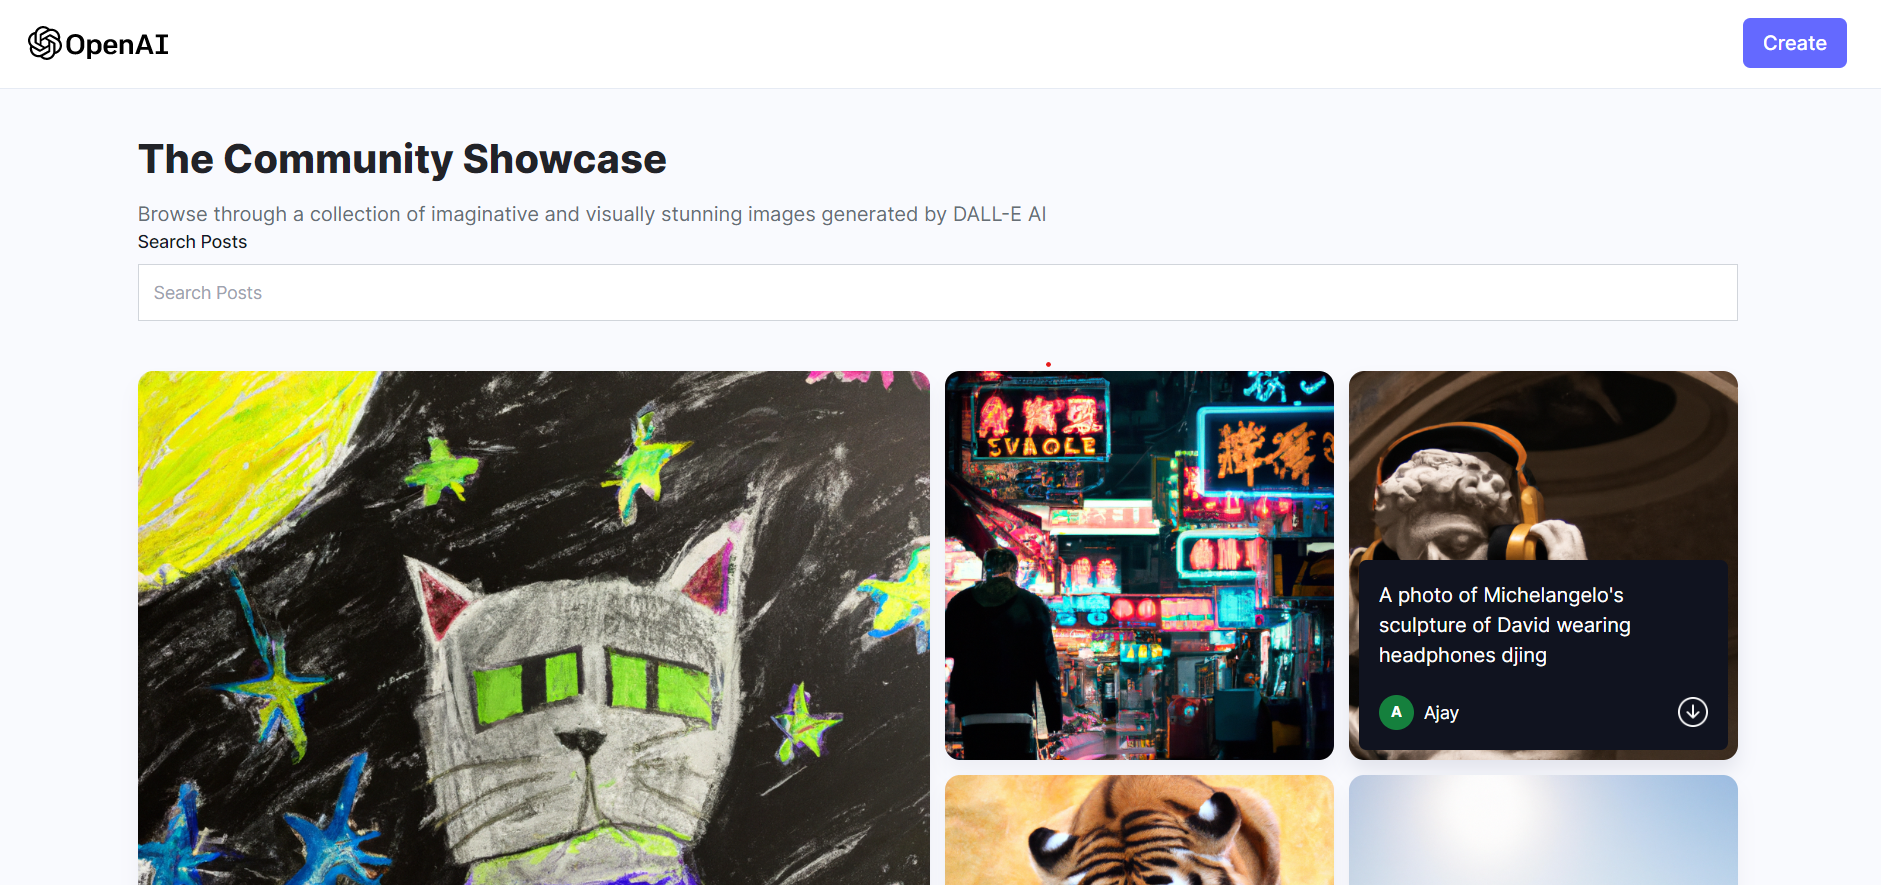 OpenAI
Create
The Community Showcase
Browse through a collection of imaginative and visually stunning images generated by DALL-E AI
Search Posts
Search Posts
SVAOLE
A photo of Michelangelo's
sculpture of David wearing
headphones djing
A
Ajay